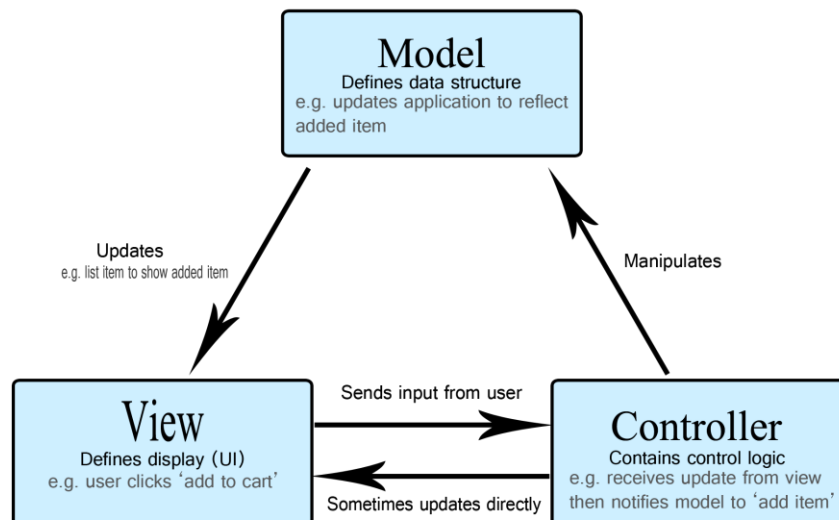 Model
Defines data structure
e.g. updates application to reflect
added item
Updates
e.g. list item to show added item
Manipulates
View
Defines display (UI)
e.g. user clicks ‘add to cart’
Sends input from user
Sometimes updates directly
Controller
Contains control logic
e.g. receives update from view
then notifies model to ‘add item’